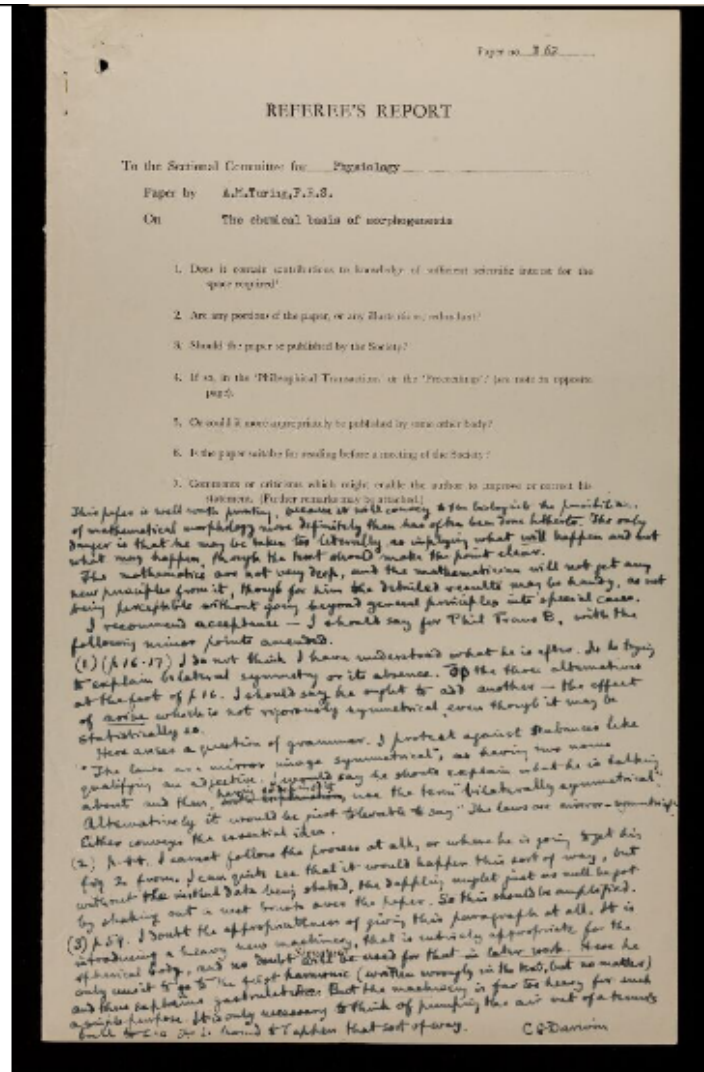 Paper no. B 62
REFEREE'S REPORT
To the Sectional Committee for Physiology
Paper by A.M.Turing,F.R.S.
On The chemical basis of morphogenesis
1. Does it contain contributions to knowledge of sufficient scientific interest for the
space required?
2. Are any portions of the paper, or any illustrations, redundant?
3. Should the paper be published by the Society?
4. If so, in the 'Philosophical Transactions' or the 'Proceedings'? (see note on opposite
page).
5. Or could it more appropriately be published by some other body?
6. Is the paper suitable for reading before a meeting of the Society?
7. Comments or criticisms which might enable the author to improve or correct his
statement. (Further remarks may be attached.)
This paper is well worth printing, because it will convey to the biologists the possibilities
of mathematical morphology more definitely than has often been done hitherto. The only
danger is that he may be taken too literally, as implying what will happen and not
what may happen, though the text should make the point clear.
The mathematics are not very deep, and the mathematicians will not get any
new principles from it, though for him the detailed results may be handy, as not
being perceptible without going beyond general principles into special cases.
I recommend acceptance — I should say for Phil Trans B, with the
following minor points amended.
(1) (p 16-17) I do not think I have understood what he is after. Is he trying
to explain bilateral symmetry or its absence. Of the three alternatives
at the foot of p 16. I should say he ought to add another — the effect
of noise which is not rigorously symmetrical even though it may be
statistically so.
Here arises a question of grammar. I protest against like
"The laws are mirror image symmetrical", as having two nouns
qualifying an adjective. I would say he should explain what he is talking
about and then, having explained it, use the term "bilaterally symmetrical".
Alternatively it would be just tolerable to say "The laws are mirror-symmetrical"
Either conveys the essential idea.
(2) p. 44. I cannot follow the process at all, or where he is going to get his
fig 2 from. I can quite see that it would happen this sort of way, but
without the initial data being stated, the dappling might just as well be got
by shaking out a wet brush over the paper. So this should be amplified.
(3) p 59. I doubt the appropriateness of giving this paragraph at all. It is
introducing a heavy new machinery, that is entirely appropriate for the
spherical body, and no doubt will be used for that in later work. Here he
only uses it to go to the first harmonic (written wrongly in the text, but no matter)
and thus explains gastrulation. But the machinery is far too heavy for such
a simple purpose. It is only necessary to think of pumping the air out of a tennis
ball to see it is bound to happen that sort of way.
C G Darwin